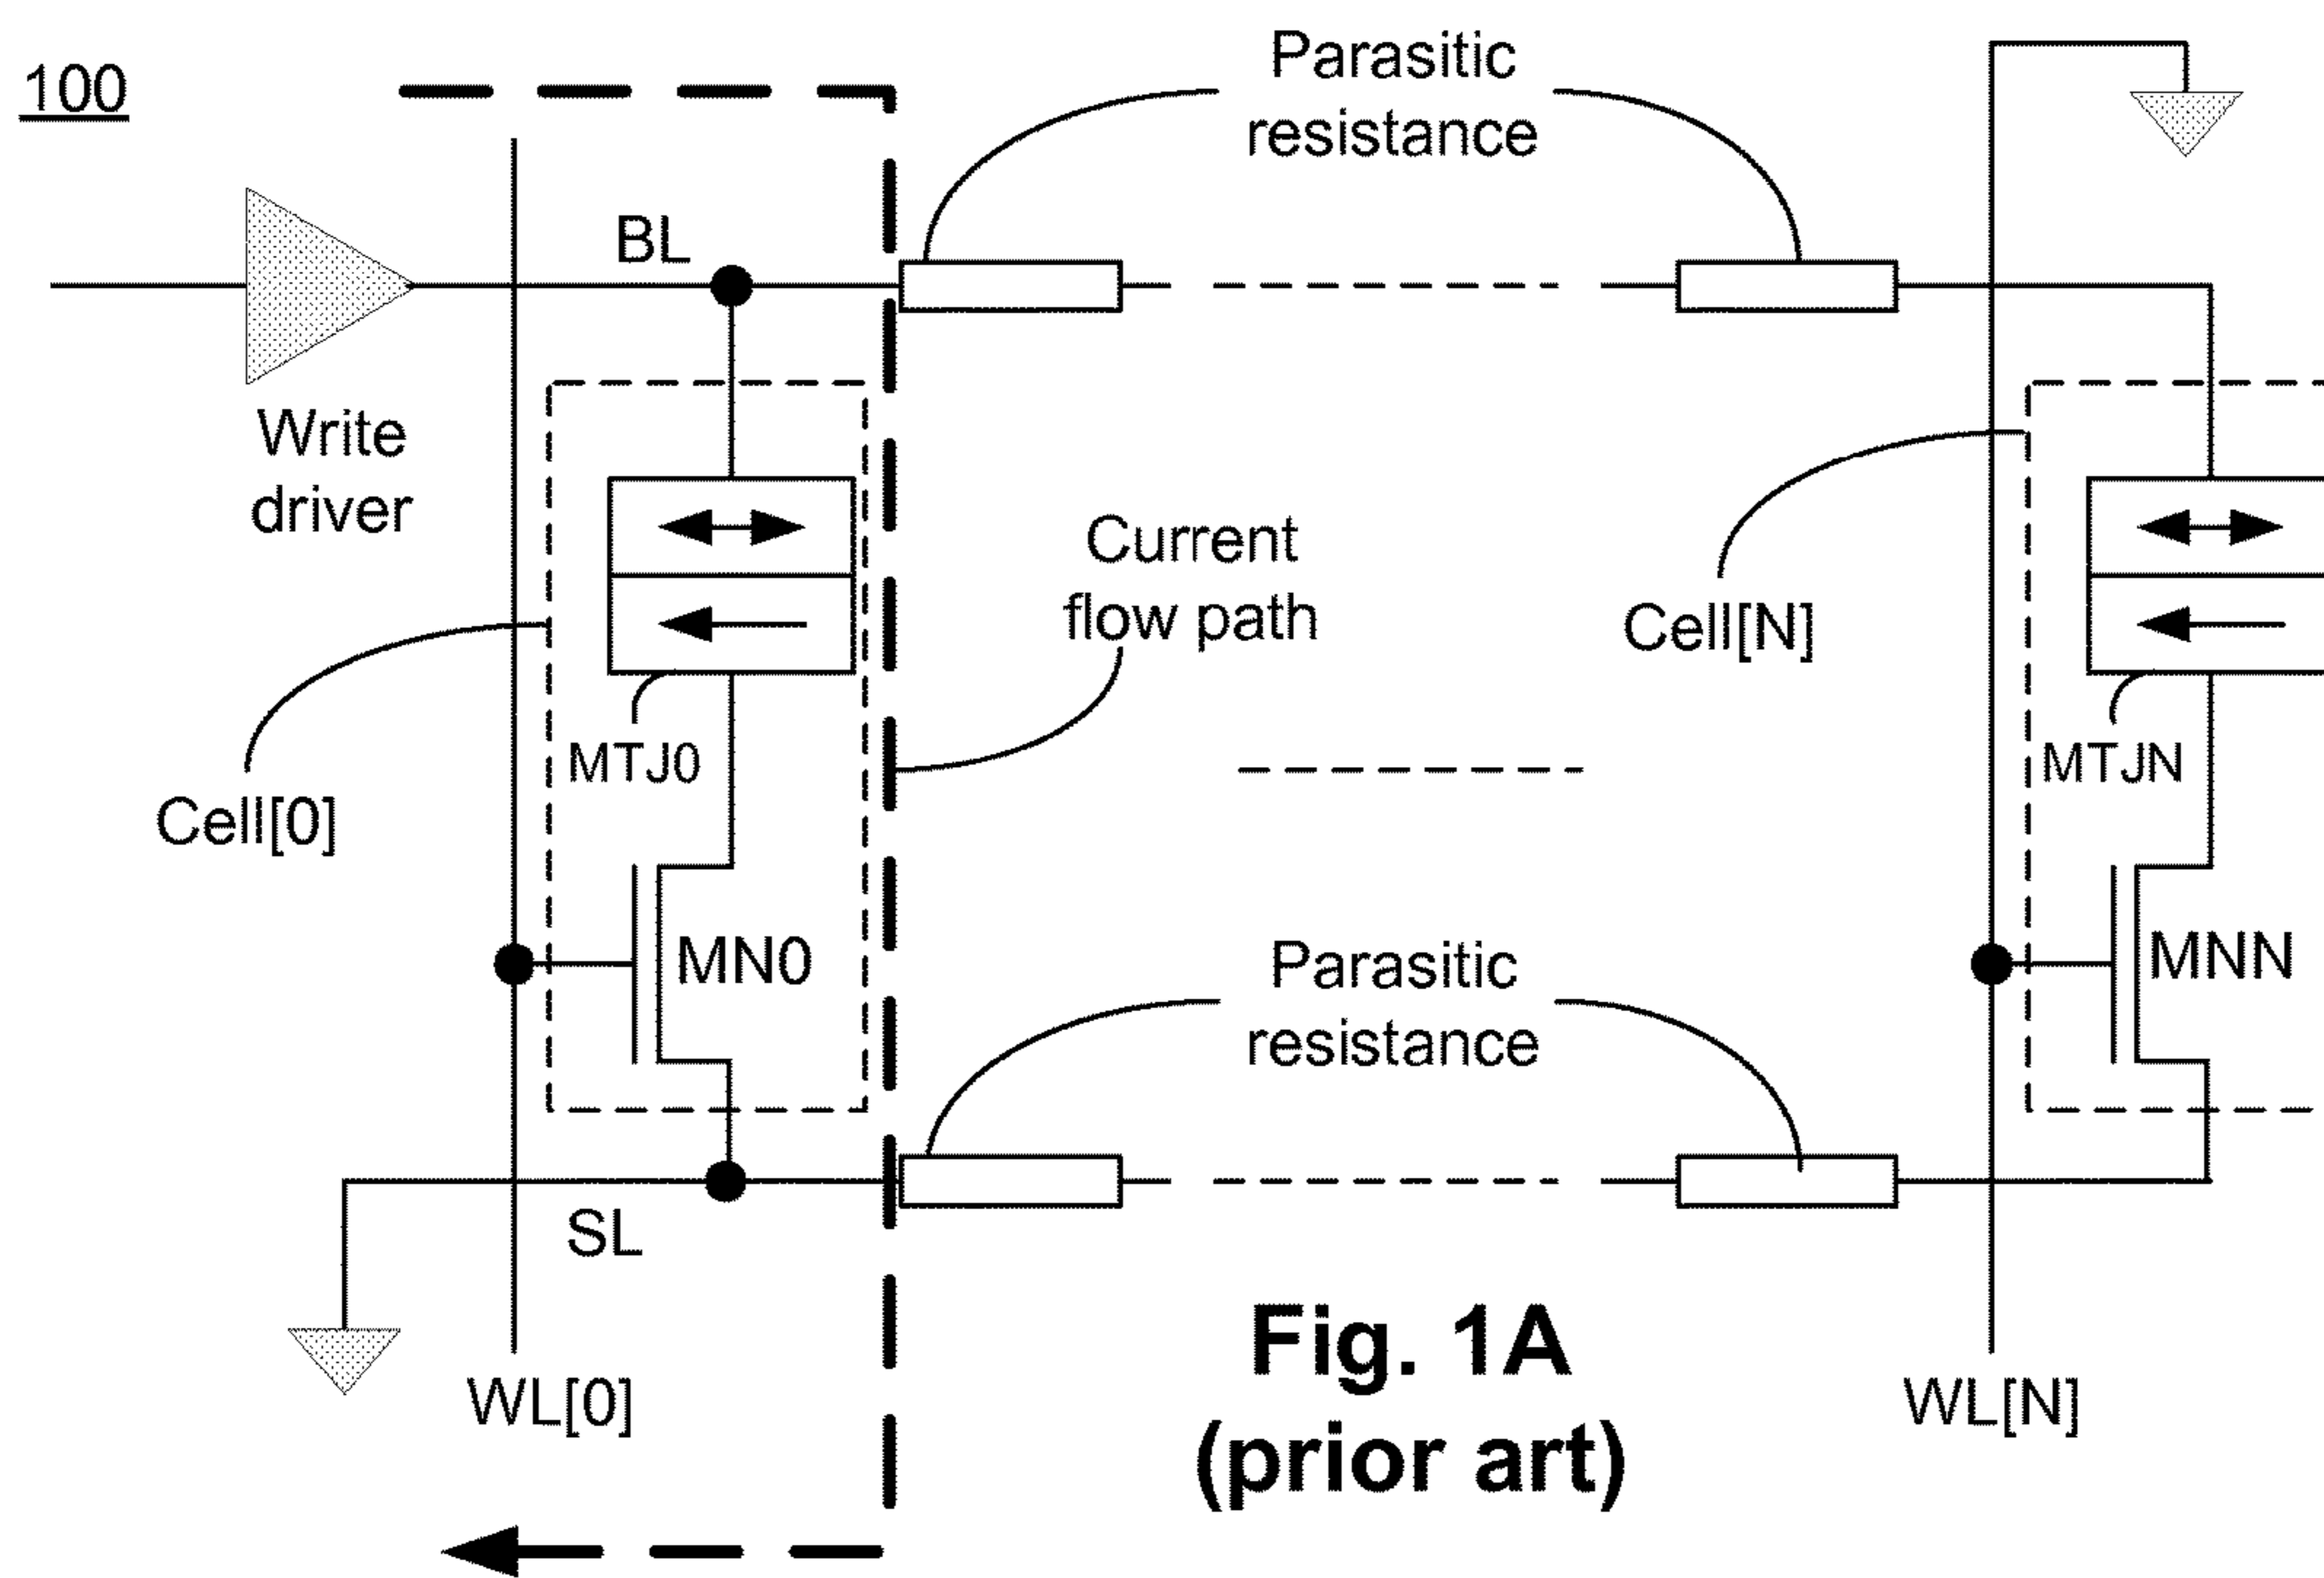 100
Parasitic
resistance
BL
Write
driver
Current
flow path
Cell[N]
MTJ0
MTJN
Cell[0]
MN0
Parasitic
resistance
MNN
SL
WL[0]
Fig. 1A
(prior art)
WL[N]